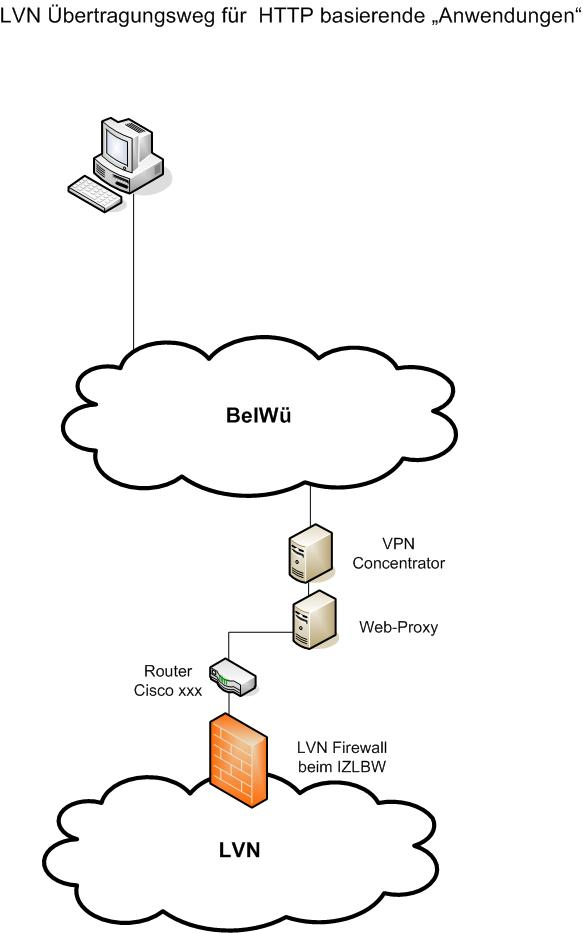 LVN Übertragungsweg für HTTP basierende „Anwendungen“
BelWü
VPN
Concentrator
Web-Proxy
Router
Cisco xxx
LVN Firewall
beim IZLBW
LVN